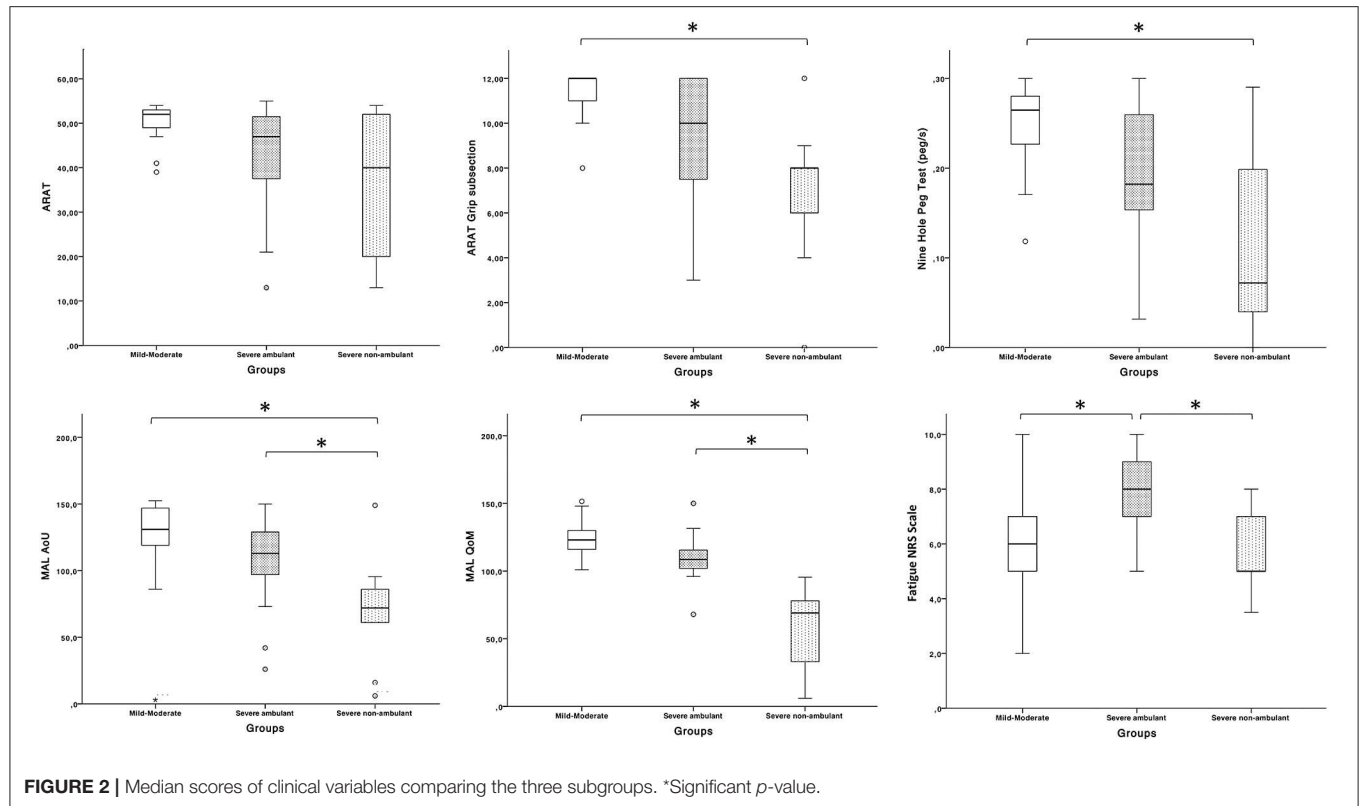 *
*
ARAT
60,00
50,00
40,00
30,00
20,00
10,00
,00
Mild-Moderate Severe ambulant Severe non-ambulant
Groups
ARAT Grip subsection
12,00
10,00
8,00
6,00
4,00
2,00
,00
Mild-Moderate Severe ambulant Severe non-ambulant
Groups
Nine Hole Peg Test (peg/s)
,30
,20
,10
,00
Mild-Moderate Severe ambulant Severe non-ambulant
Groups
*
*
MAL AoU
200,0
150,0
100,0
50,0
,0
*
Mild-Moderate Severe ambulant Severe non-ambulant
Groups
*
*
MAL QoM
200,0
150,0
100,0
50,0
,0
Mild-Moderate Severe ambulant Severe non-ambulant
Groups
* *
Fatigue NRS Scale
10,0
8,0
6,0
4,0
2,0
,0
Mild-Moderate Severe ambulant Severe non-ambulant
Groups
FIGURE 2 | Median scores of clinical variables comparing the three subgroups. *Significant p-value.